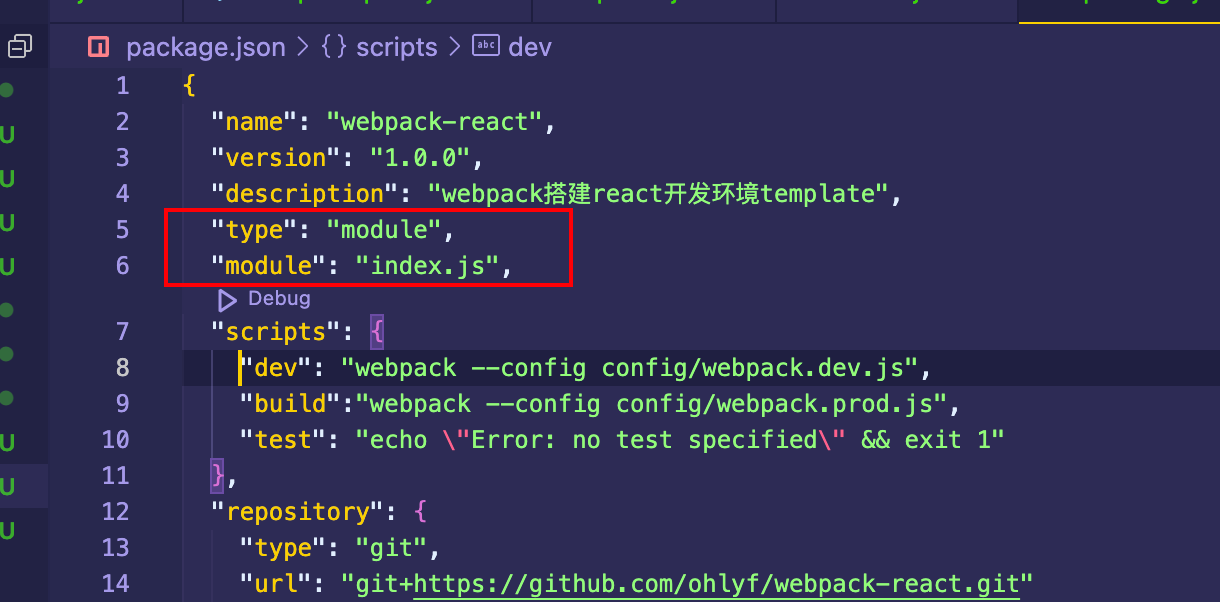 package.json > {} scripts > abc dev
1 {
2 "name": "webpack-react",
3 "version": "1.0.0",
4 "description": "webpack搭建react开发环境template",
5 "type": "module",
6 "module": "index.js",
Debug
7 "scripts": {
8 "dev": "webpack --config config/webpack.dev.js",
9 "build":"webpack --config config/webpack.prod.js",
10 "test": "echo \"Error: no test specified\" && exit 1"
11 },
12 "repository": {
13 "type": "git",
14 "url": "git+https://github.com/ohlyf/webpack-react.git"
U
U
U
U
U
U
U